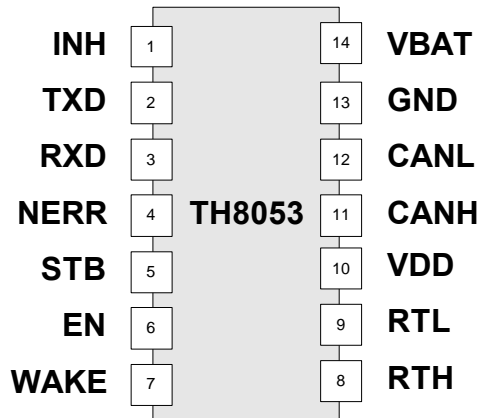 INH 1 14 VBAT
TXD 2 13 GND
RXD 3 12 CANL
NERR 4 TH8053 11 CANH
STB 5 10 VDD
EN 6 9 RTL
WAKE 7 8 RTH